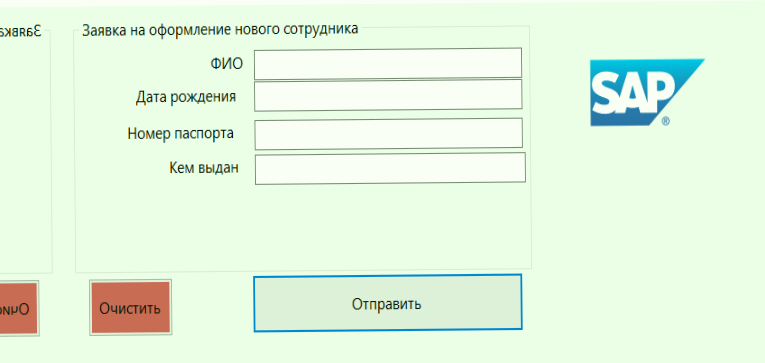 Заявка на оформление нового сотрудника
ФИО
Дата рождения
Номер паспорта
Кем выдан
SAP®
Очистить
Отправить